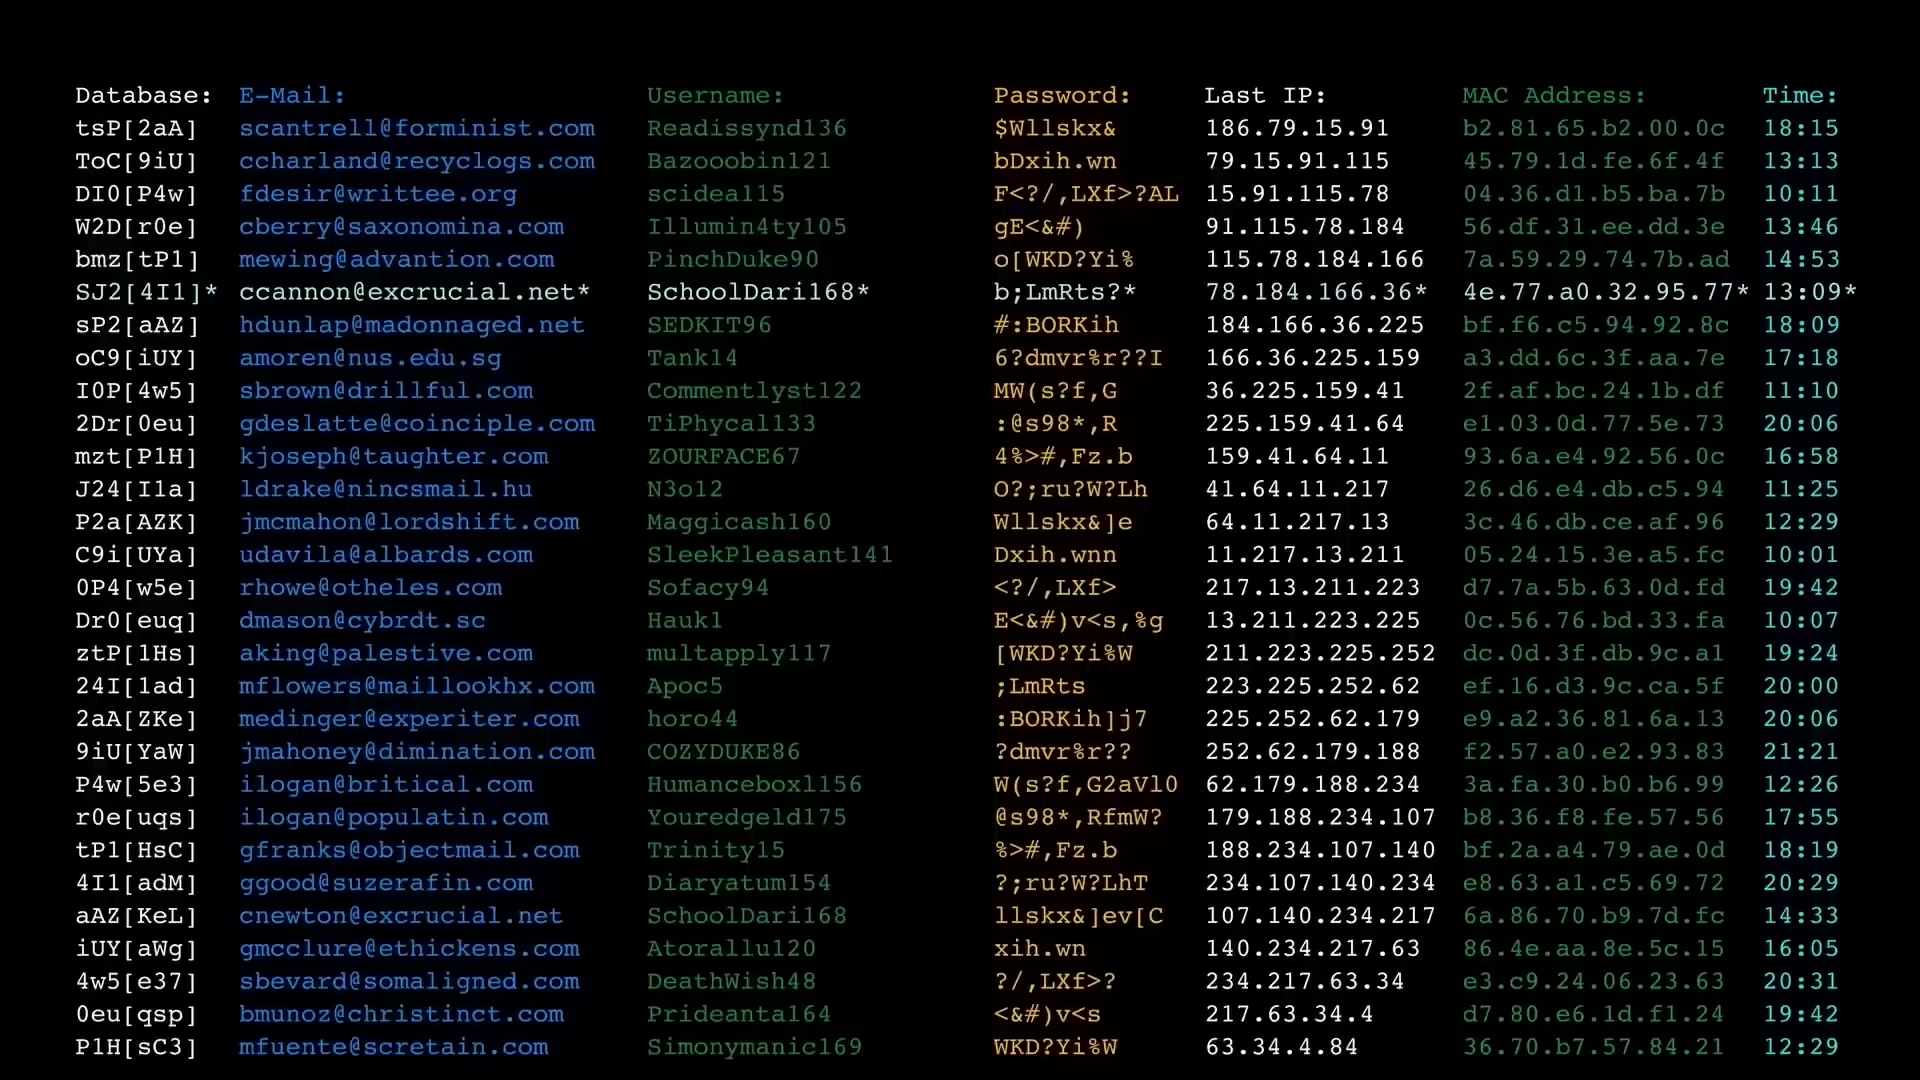 Database: E-Mail: Username: Password: Last IP: MAC Address: Time:
tsP[2aA] scantrell@forminist.com Readissynd136 $Wllskx& 186.79.15.91 b2.81.65.b2.00.0c 18:15
ToC[9iU] ccharland@recyclogs.com Bazooobin121 bDxih.wn 79.15.91.115 45.79.1d.fe.6f.4f 13:13
DI0[P4w] fdesir@writtee.org scidea115 F<?/,LXf>?AL 15.91.115.78 04.36.d1.b5.ba.7b 10:11
W2D[r0e] cberry@saxonomina.com Illumin4ty105 gE<&#) 91.115.78.184 56.df.31.ee.dd.3e 13:46
bmz[tP1] mewing@advantion.com PinchDuke90 o[WKD?Yi% 115.78.184.166 7a.59.29.74.7b.ad 14:53
SJ2[4I1]* ccannon@excrucial.net* SchoolDari168* b;LmRts?* 78.184.166.36* 4e.77.a0.32.95.77* 13:09*
sP2[aAZ] hdunlap@madonnaged.net SEDKIT96 #:BORKih 184.166.36.225 bf.f6.c5.94.92.8c 18:09
oC9[iUY] amoren@nus.edu.sg Tank14 6?dmvr%r??I 166.36.225.159 a3.dd.6c.3f.aa.7e 17:18
I0P[4w5] sbrown@drillful.com Commentlyst122 MW(s?f,G 36.225.159.41 2f.af.bc.24.1b.df 11:10
2Dr[0eu] gdeslatte@coinciple.com TiPhycal133 :@s98*,R 225.159.41.64 e1.03.0d.77.5e.73 20:06
mzt[P1H] kjoseph@taughter.com ZOURFACE67 4%>#,Fz.b 159.41.64.11 93.6a.e4.92.56.0c 16:58
J24[I1a] ldrake@nincsmail.hu N3o12 O?;ru?W?Lh 41.64.11.217 26.d6.e4.db.c5.94 11:25
P2a[AZK] jmcmahon@lordshift.com Maggicash160 Wllskx&]e 64.11.217.13 3c.46.db.ce.af.96 12:29
C9i[UYa] udavila@albards.com SleekPleasant141 Dxih.wnn 11.217.13.211 05.24.15.3e.a5.fc 10:01
0P4[w5e] rhowe@otheles.com Sofacy94 <?/,LXf> 217.13.211.223 d7.7a.5b.63.0d.fd 19:42
Dr0[euq] dmason@cybrdt.sc Hauk1 E<&#)v<s,%g 13.211.223.225 0c.56.76.bd.33.fa 10:07
ztP[1Hs] aking@palestive.com multapply117 [WKD?Yi%W 211.223.225.252 dc.0d.3f.db.9c.a1 19:24
24I[1ad] mflowers@maillookhx.com Apoc5 ;LmRts 223.225.252.62 ef.16.d3.9c.ca.5f 20:00
2aA[ZKe] medinger@experiter.com horo44 :BORKih]j7 225.252.62.179 e9.a2.36.81.6a.13 20:06
9iU[YaW] jmahoney@dimination.com COZYDUKE86 ?dmvr%r?? 252.62.179.188 f2.57.a0.e2.93.83 21:21
P4w[5e3] ilogan@britical.com Humanceboxl156 W(s?f,G2aVl0 62.179.188.234 3a.fa.30.b0.b6.99 12:26
r0e[uqs] ilogan@populatin.com Youredgeld175 @s98*,RfmW? 179.188.234.107 b8.36.f8.fe.57.56 17:55
tP1[HsC] gfranks@objectmail.com Trinity15 %>#,Fz.b 188.234.107.140 bf.2a.a4.79.ae.0d 18:19
4I1[adM] ggood@suzerafin.com Diaryatum154 ?;ru?W?LhT 234.107.140.234 e8.63.a1.c5.69.72 20:29
aAZ[KeL] cnewton@excrucial.net SchoolDari168 llskx&]ev[C 107.140.234.217 6a.86.70.b9.7d.fc 14:33
iUY[aWg] gmcclure@ethickens.com Atorallu120 xih.wn 140.234.217.63 86.4e.aa.8e.5c.15 16:05
4w5[e37] sbevard@somaligned.com DeathWish48 ?/,LXf>? 234.217.63.34 e3.c9.24.06.23.63 20:31
0eu[qsp] bmunoz@christinct.com Prideanta164 <&#)v<s 217.63.34.4 d7.80.e6.1d.f1.24 19:42
P1H[sC3] mfuente@scretain.com Simonymanic169 WKD?Yi%W 63.34.4.84 36.70.b7.57.84.21 12:29